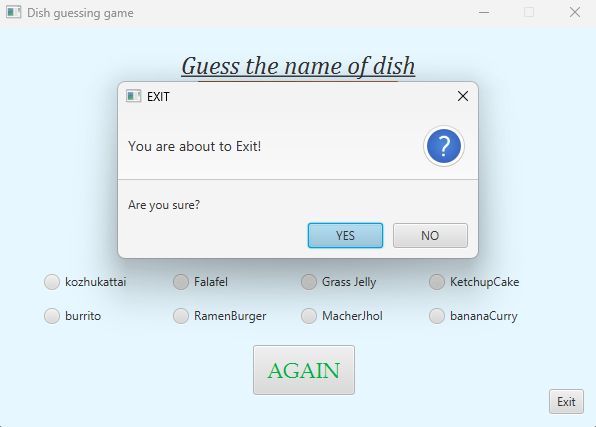 Dish guessing game
Guess the name of dish
EXIT
You are about to Exit!
?
Are you sure?
YES NO
kozhukattai Falafel Grass Jelly KetchupCake
burrito RamenBurger MacherJhol bananaCurry
AGAIN
Exit